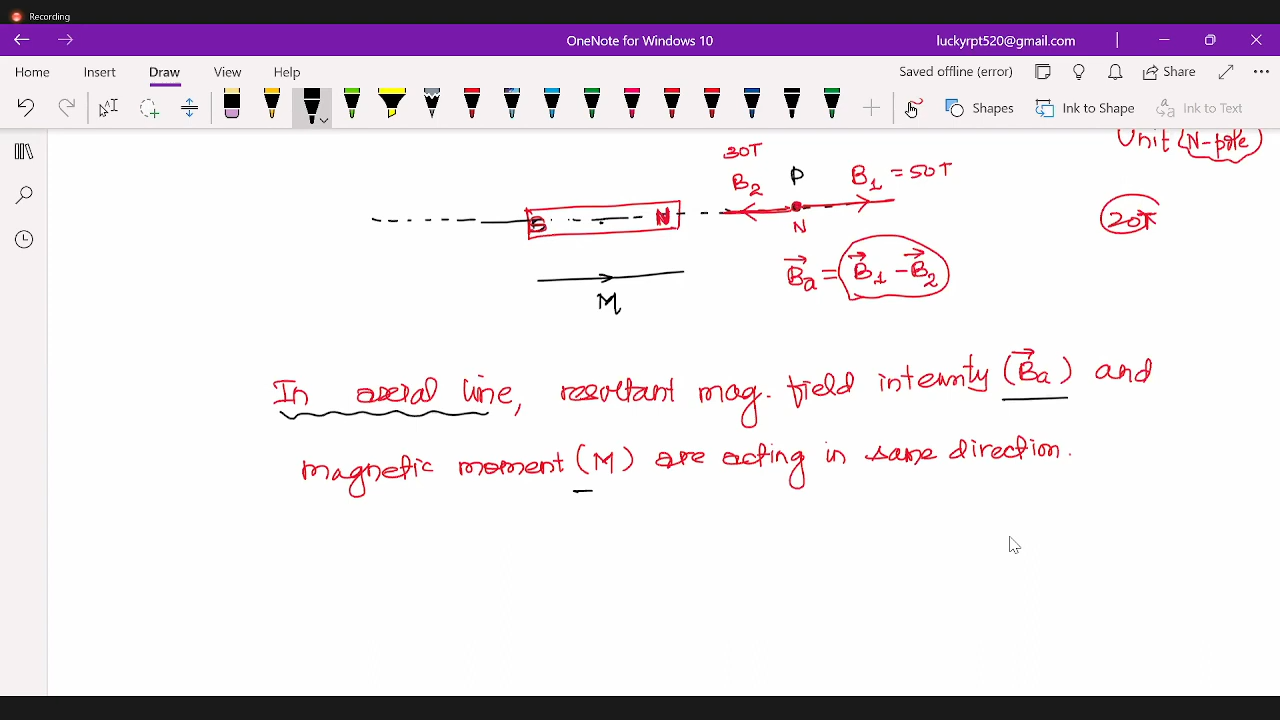 Recording
OneNote for Windows 10
luckyrpt520@gmail.com
Home Insert Draw View Help
Saved offline (error)
Share
Shapes
Ink to Shape
Ink to Text
Unit (N-pole)
30T
B2
P
B1 = 50T
S
N
N
20T
Ba = B1 - B2
M
In axial line, resultant mag. field intensity (Ba) and
magnetic moment (M) are acting in same direction.